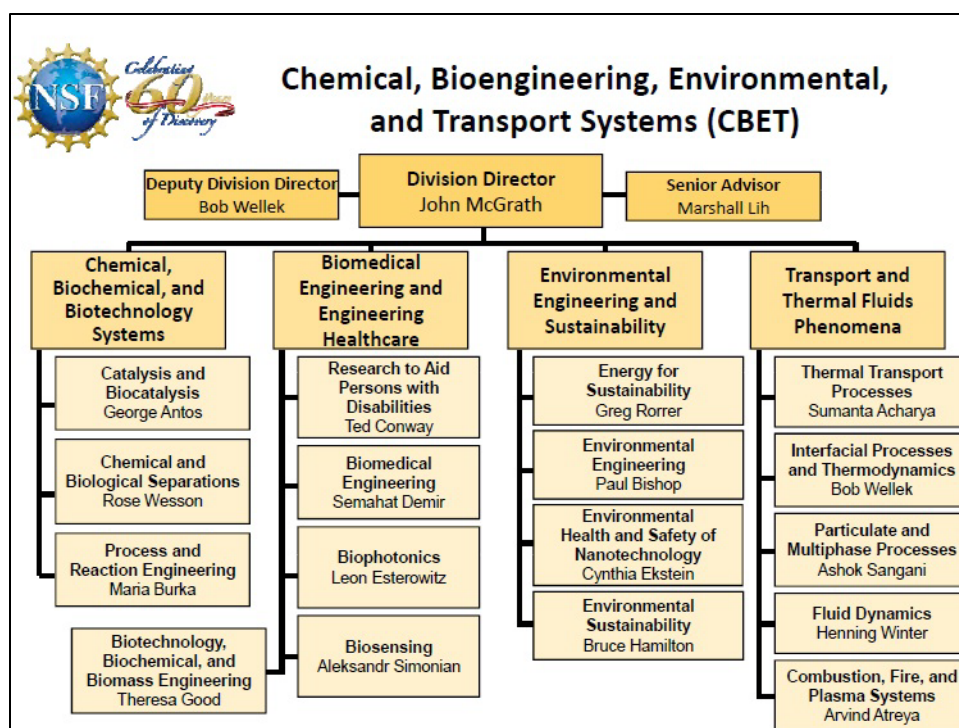 NSF
Celebrating
60 Years
of Discovery
Chemical, Bioengineering, Environmental,
and Transport Systems (CBET)
Deputy Division Director
Bob Wellek
Division Director
John McGrath
Senior Advisor
Marshall Lih
Chemical,
Biochemical, and
Biotechnology
Systems
Catalysis and
Biocatalysis
George Antos
Chemical and
Biological Separations
Rose Wesson
Process and
Reaction Engineering
Maria Burka
Biotechnology,
Biochemical, and
Biomass Engineering
Theresa Good
Biomedical
Engineering and
Engineering
Healthcare
Research to Aid
Persons with
Disabilities
Ted Conway
Biomedical
Engineering
Semahat Demir
Biophotonics
Leon Esterowitz
Biosensing
Aleksandr Simonian
Environmental
Engineering and
Sustainability
Energy for
Sustainability
Greg Rorrer
Environmental
Engineering
Paul Bishop
Environmental
Health and Safety of
Nanotechnology
Cynthia Ekstein
Environmental
Sustainability
Bruce Hamilton
Transport and
Thermal Fluids
Phenomena
Thermal Transport
Processes
Sumanta Acharya
Interfacial Processes
and Thermodynamics
Bob Wellek
Particulate and
Multiphase Processes
Ashok Sangani
Fluid Dynamics
Henning Winter
Combustion, Fire, and
Plasma Systems
Arvind Atreya